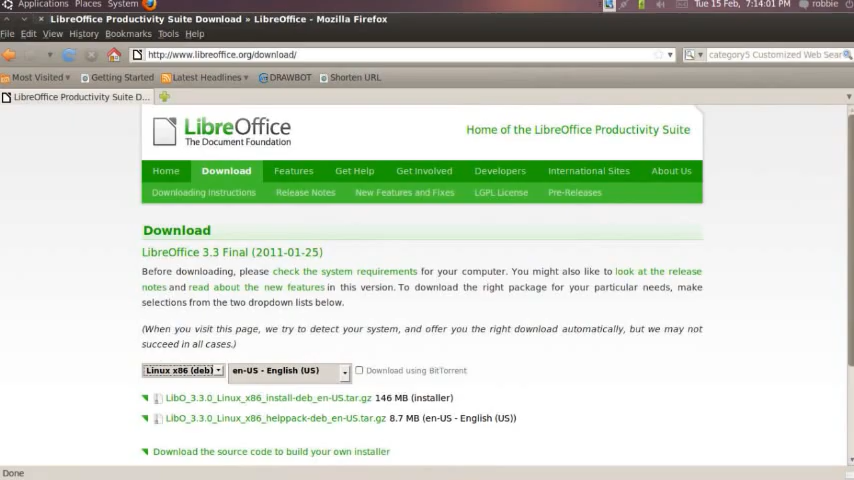 Applications Places System Tue 15 Feb, 7:14:01 PM robbie
LibreOffice Productivity Suite Download » LibreOffice - Mozilla Firefox
File Edit View History Bookmarks Tools Help
http://www.libreoffice.org/download/ category5 Customized Web Sear
Most Visited Getting Started Latest Headlines DRAWBOT Shorten URL
LibreOffice Productivity Suite D...
LibreOffice Home of the LibreOffice Productivity Suite
The Document Foundation
Home Download Features Get Help Get Involved Developers International Sites About Us
Downloading Instructions Release Notes New Features and Fixes LGPL License Pre-Releases
Download
LibreOffice 3.3 Final (2011-01-25)
Before downloading, please check the system requirements for your computer. You might also like to look at the release
notes and read about the new features in this version. To download the right package for your particular needs, make
selections from the two dropdown lists below.
(When you visit this page, we try to detect your system, and offer you the right download automatically, but we may not
succeed in all cases.)
Linux x86 (deb) en-US - English (US) Download using BitTorrent
LibO_3.3.0_Linux_x86_install-deb_en-US.tar.gz 146 MB (installer)
LibO_3.3.0_Linux_x86_helppack-deb_en-US.tar.gz 8.7 MB (en-US - English (US))
Download the source code to build your own installer
Done